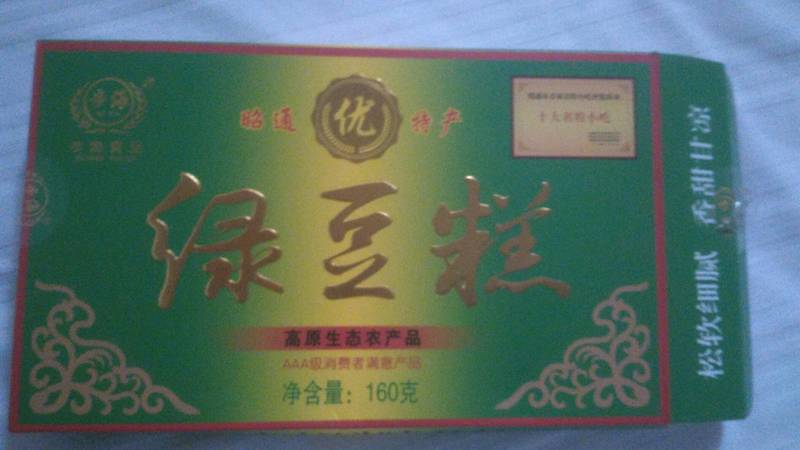 昭通 优 特产
十大名特小吃
绿豆糕
高原生态农产品
AAA级消费者满意产品
净含量：160克
松软细腻 香甜甘凉